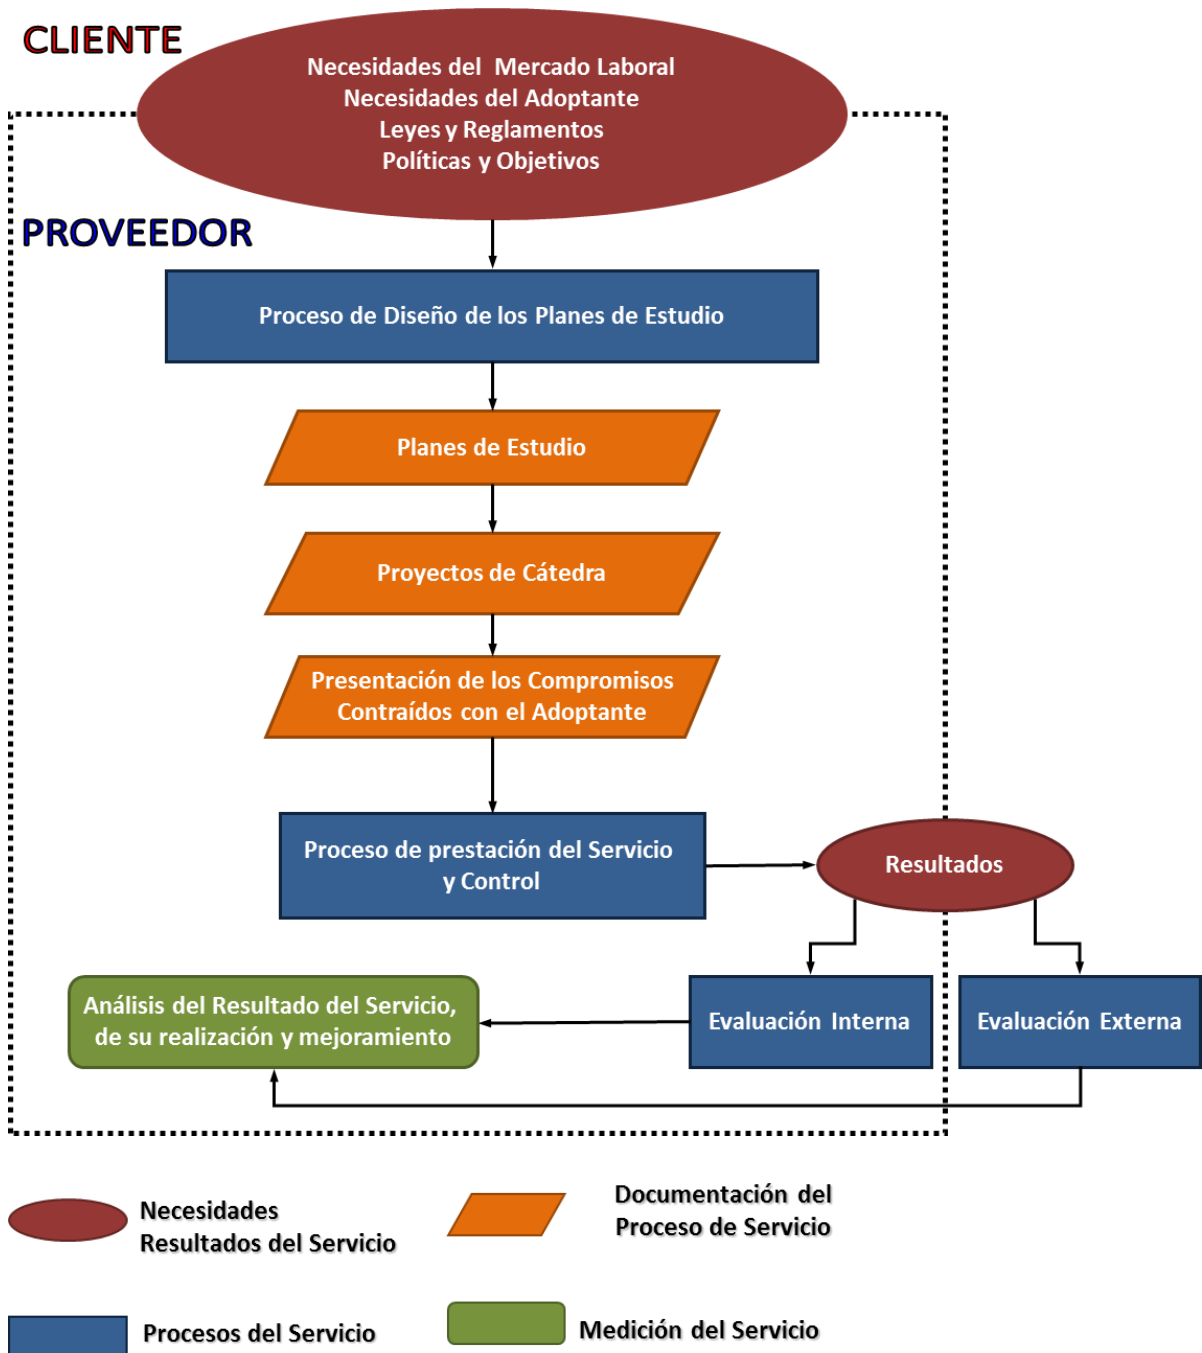 CLIENTE
Necesidades del Mercado Laboral
Necesidades del Adoptante
Leyes y Reglamentos
Políticas y Objetivos
PROVEEDOR
Proceso de Diseño de los Planes de Estudio
Planes de Estudio
Proyectos de Cátedra
Presentación de los Compromisos
Contraídos con el Adoptante
Proceso de prestación del Servicio
y Control
Resultados
Análisis del Resultado del Servicio,
de su realización y mejoramiento
Evaluación Interna
Evaluación Externa
Necesidades
Resultados del Servicio
Documentación del
Proceso de Servicio
Procesos del Servicio
Medición del Servicio